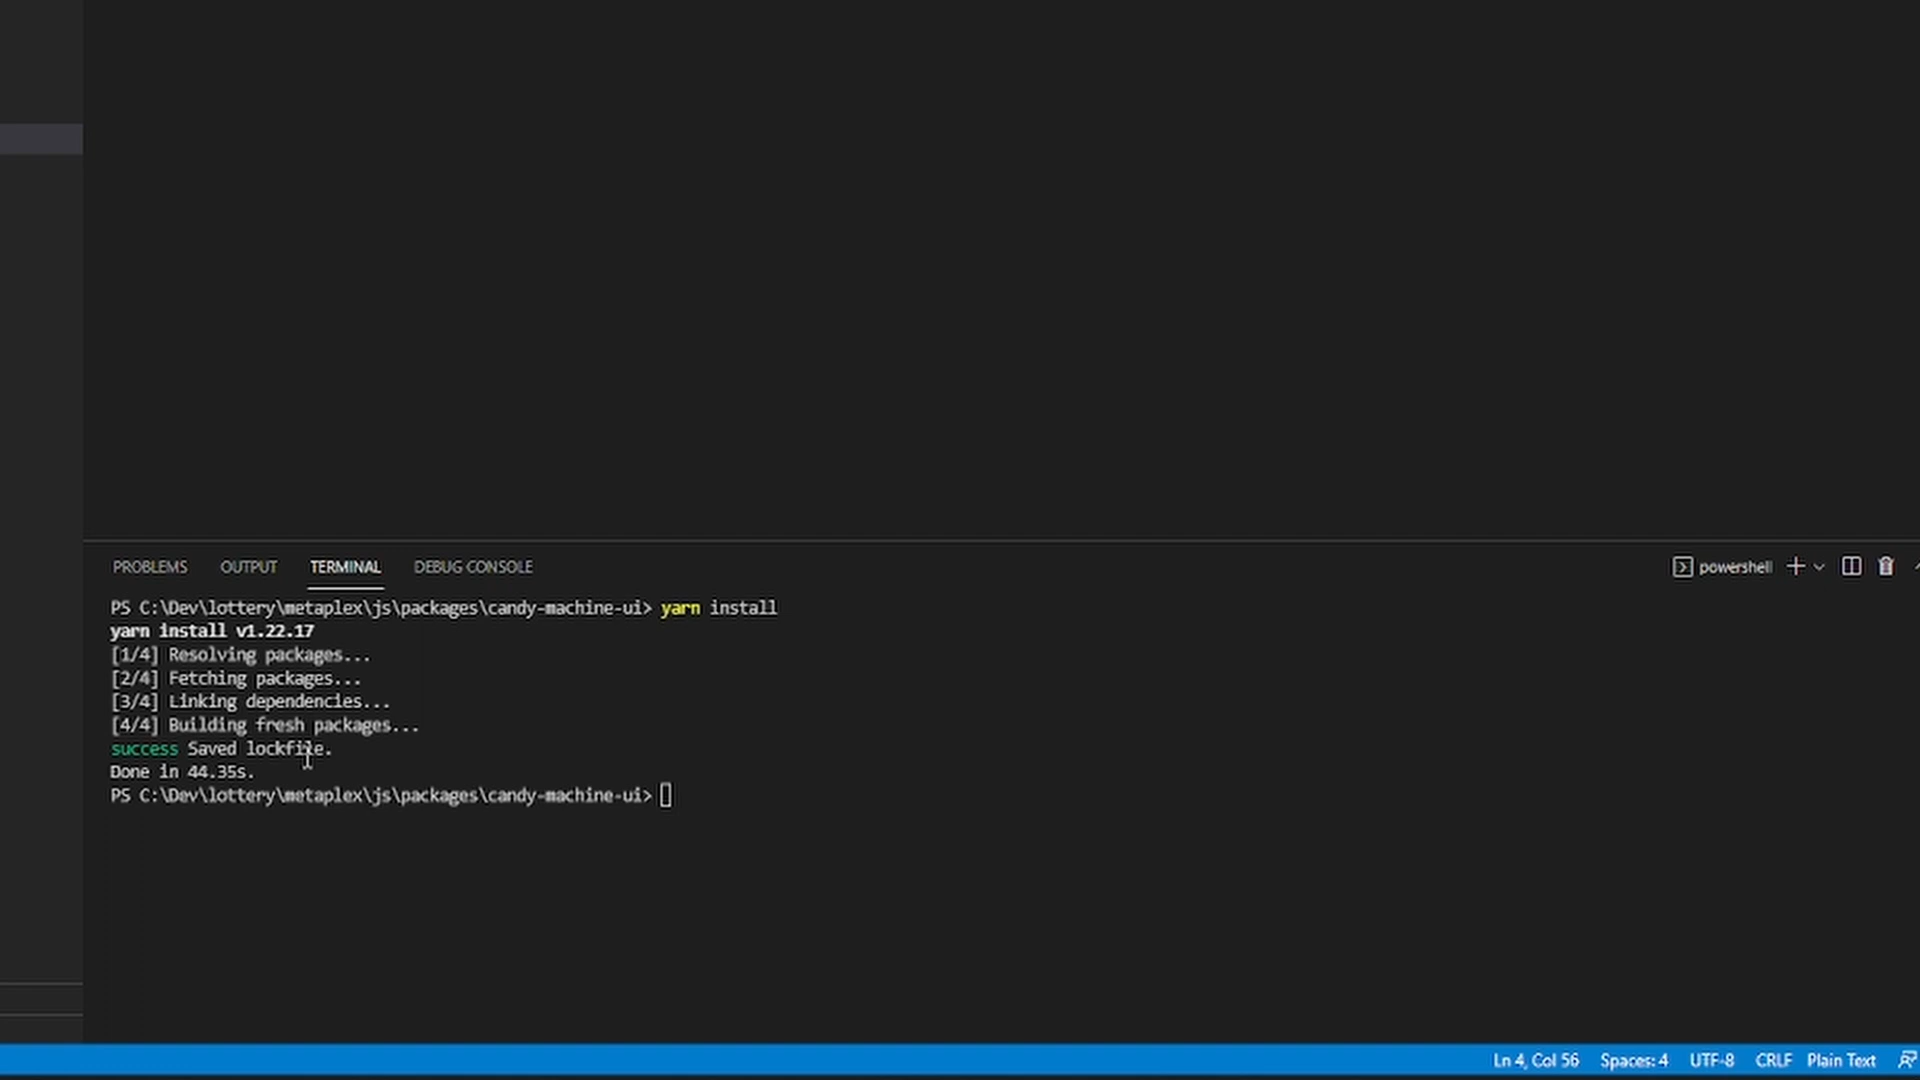 PROBLEMS OUTPUT TERMINAL DEBUG CONSOLE powershell
PS C:\Dev\lottery\metaplex\js\packages\candy-machine-ui> yarn install
yarn install v1.22.17
[1/4] Resolving packages...
[2/4] Fetching packages...
[3/4] Linking dependencies...
[4/4] Building fresh packages...
success Saved lockfile.
Done in 44.35s.
PS C:\Dev\lottery\metaplex\js\packages\candy-machine-ui>
Ln 4, Col 56 Spaces: 4 UTF-8 CRLF Plain Text